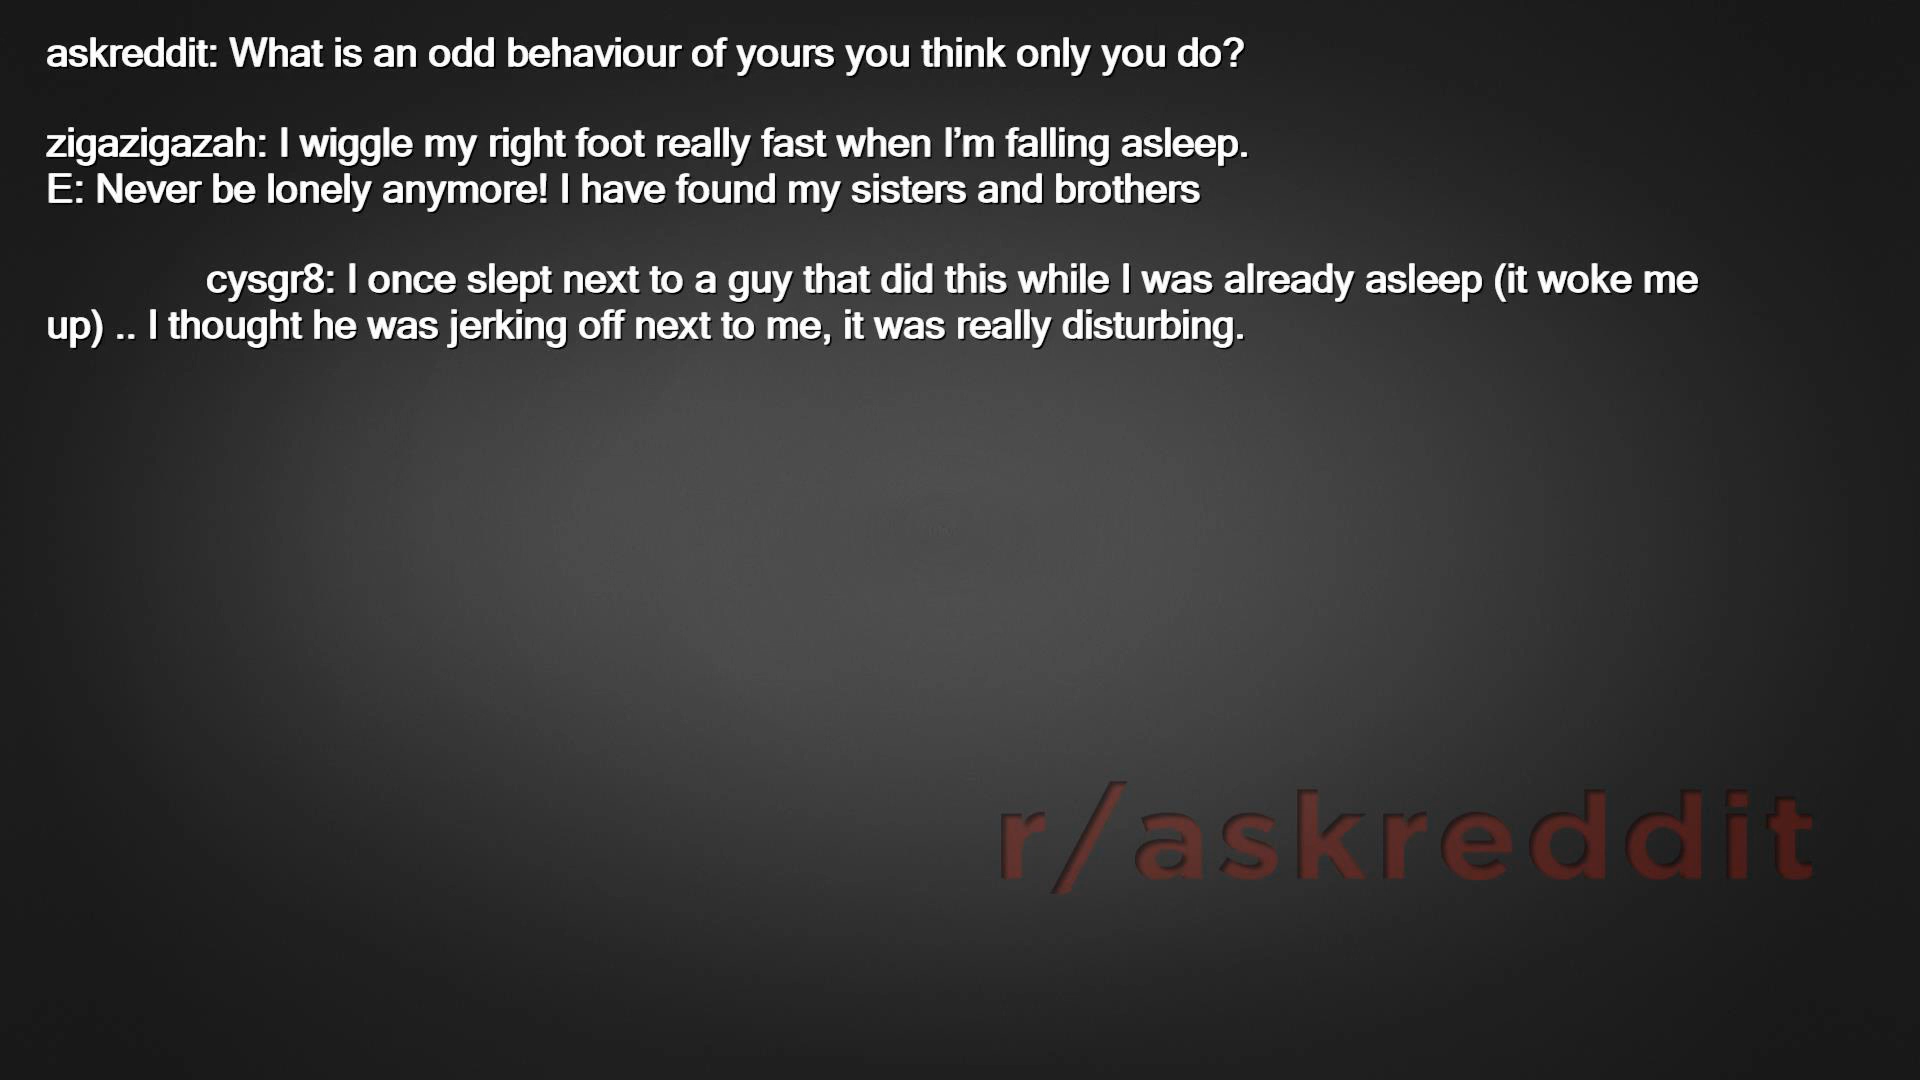 askreddit: What is an odd behaviour of yours you think only you do?
zigazigazah: I wiggle my right foot really fast when I’m falling asleep.
E: Never be lonely anymore! I have found my sisters and brothers
cysgr8: I once slept next to a guy that did this while I was already asleep (it woke me
up) .. I thought he was jerking off next to me, it was really disturbing.
r/askreddit